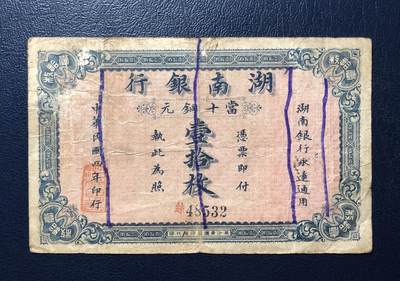 湖南銀行
當十銅元
湖南銀行永遠通用
憑票即付
壹拾枚
執此為照
中華民國四年印行
48532